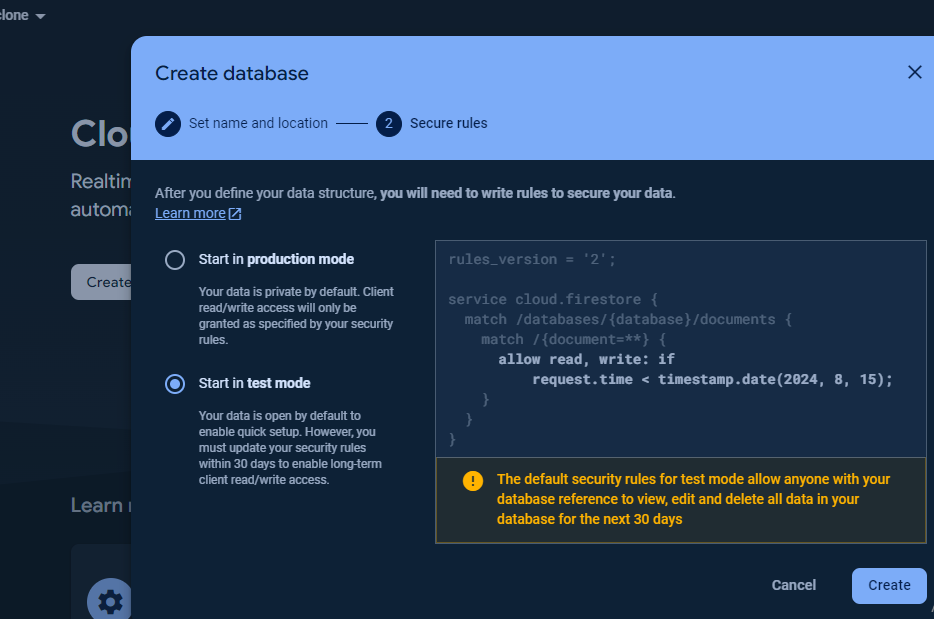 clone
Create database
Set name and location
2 Secure rules
Clo
Realtim
autom
Create
After you define your data structure, you will need to write rules to secure your data.
Learn more
Start in production mode
Your data is private by default. Client
read/write access will only be
granted as specified by your security
rules.
Start in test mode
Your data is open by default to
enable quick setup. However, you
must update your security rules
within 30 days to enable long-term
client read/write access.
rules_version = '2';
service cloud.firestore {
match /databases/{database}/documents {
match /{document=**} {
allow read, write: if
request.time < timestamp.date(2024, 8, 15);
}
}
}
! The default security rules for test mode allow anyone with your
database reference to view, edit and delete all data in your
database for the next 30 days
Learn
Cancel
Create